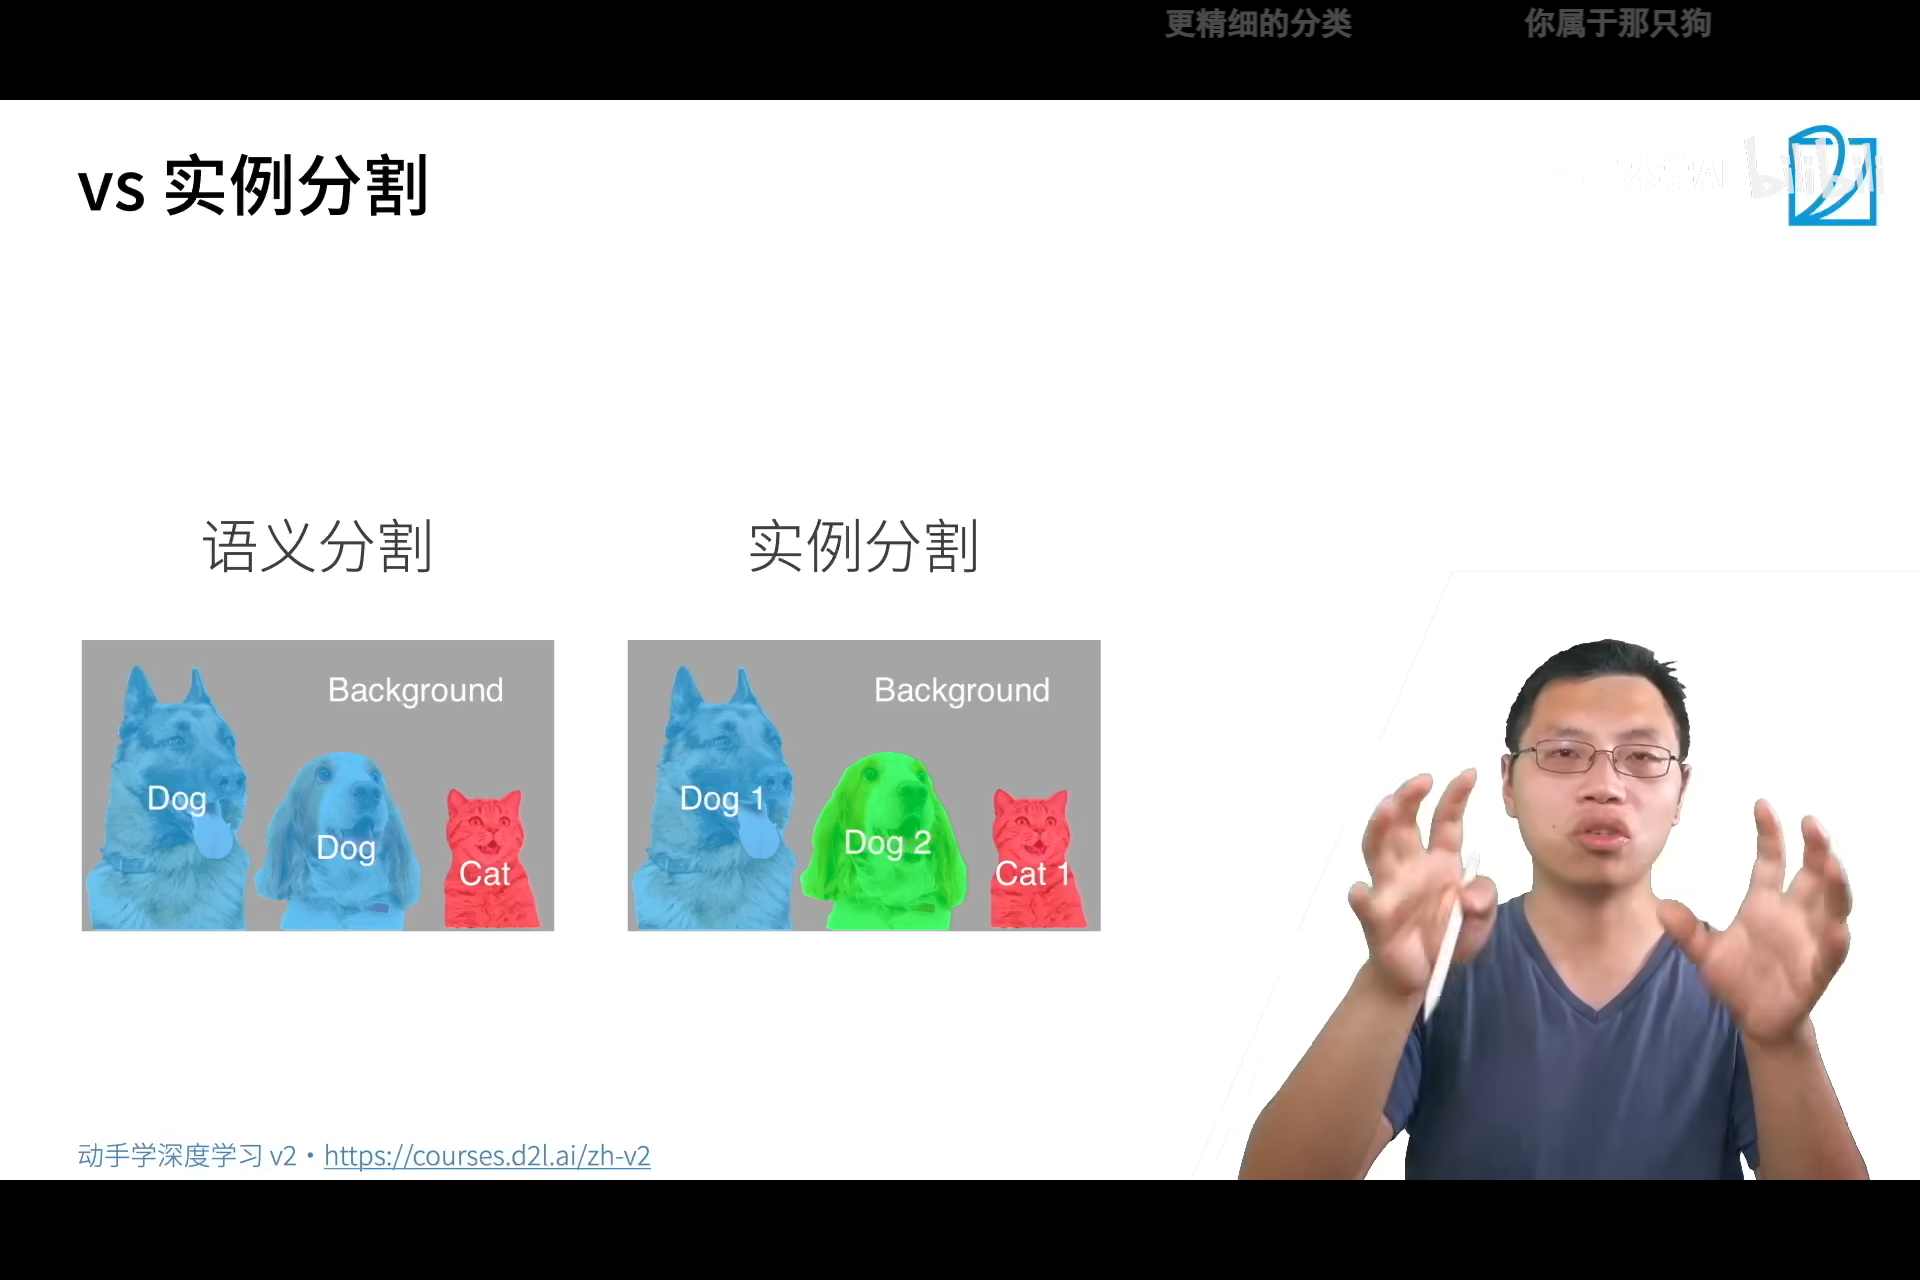 更精细的分类
你属于那只狗
vs 实例分割
bilibili
语义分割
实例分割
Background
Dog
Dog
Cat
Background
Dog 1
Dog 2
Cat 1
动手学深度学习 v2 • https://courses.d2l.ai/zh-v2